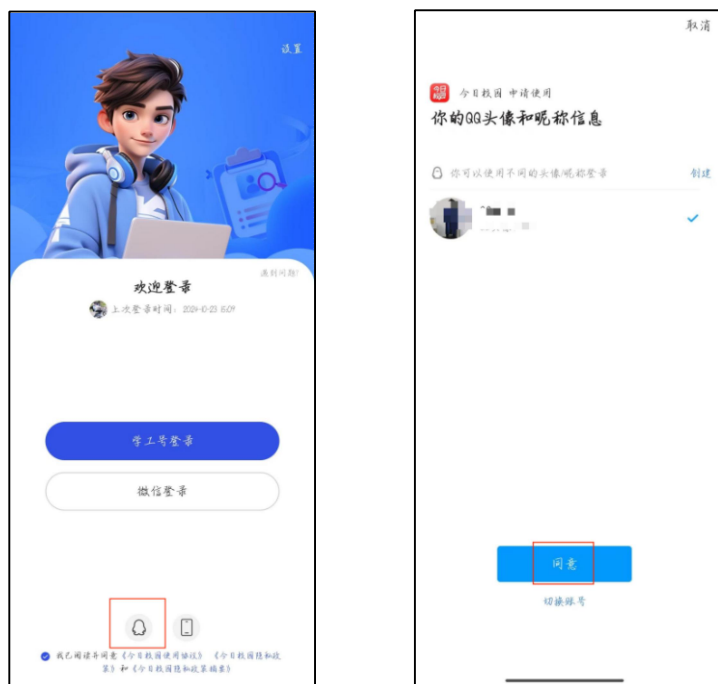 设置
遇到问题?
欢迎登录
上次登录时间:
学工号登录
微信登录
我已阅读并同意《今日校园使用协议》《今日校园隐私政
策》和《今日校园隐私政策摘要》
取消
今日校园 申请使用
你的QQ头像和昵称信息
你可以使用不同的头像/昵称登录
创建
同意
切换账号